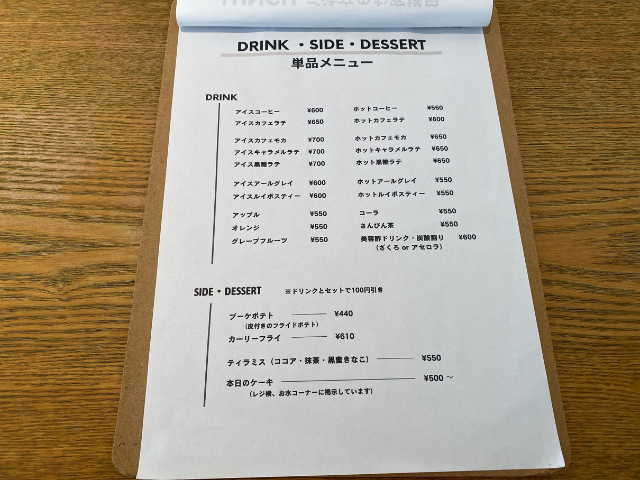 DRINK ・SIDE・DESSERT
単品メニュー
DRINK
アイスコーヒー ¥600 ホットコーヒー ¥550
アイスカフェラテ ¥650 ホットカフェラテ ¥600
アイスカフェモカ ¥700 ホットカフェモカ ¥650
アイスキャラメルラテ ¥700 ホットキャラメルラテ ¥650
アイス黒糖ラテ ¥700 ホット黒糖ラテ ¥650
アイスアールグレイ ¥600 ホットアールグレイ ¥550
アイスルイボスティー ¥600 ホットルイボスティー ¥550
アップル ¥550 コーラ ¥550
オレンジ ¥550 さんぴん茶 ¥550
グレープフルーツ ¥550 美容酢ドリンク・炭酸割り ¥600
（ざくろ or アセロラ）
SIDE・DESSERT ※ドリンクとセットで100円引き
ブーケポテト ¥440
（皮付きのフライドポテト）
カーリーフライ ¥610
ティラミス（ココア・抹茶・黒蜜きなこ） ¥550
本日のケーキ ¥500 〜
（レジ横、お水コーナーに掲示しています）